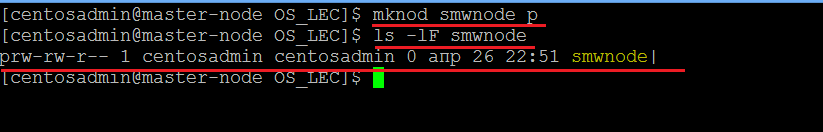 [centosadmin@master-node OS_LEC]$ mknod smwnode p
[centosadmin@master-node OS_LEC]$ ls -lF smwnode
prw-rw-r-- 1 centosadmin centosadmin 0 апр 26 22:51 smwnode|
[centosadmin@master-node OS_LEC]$